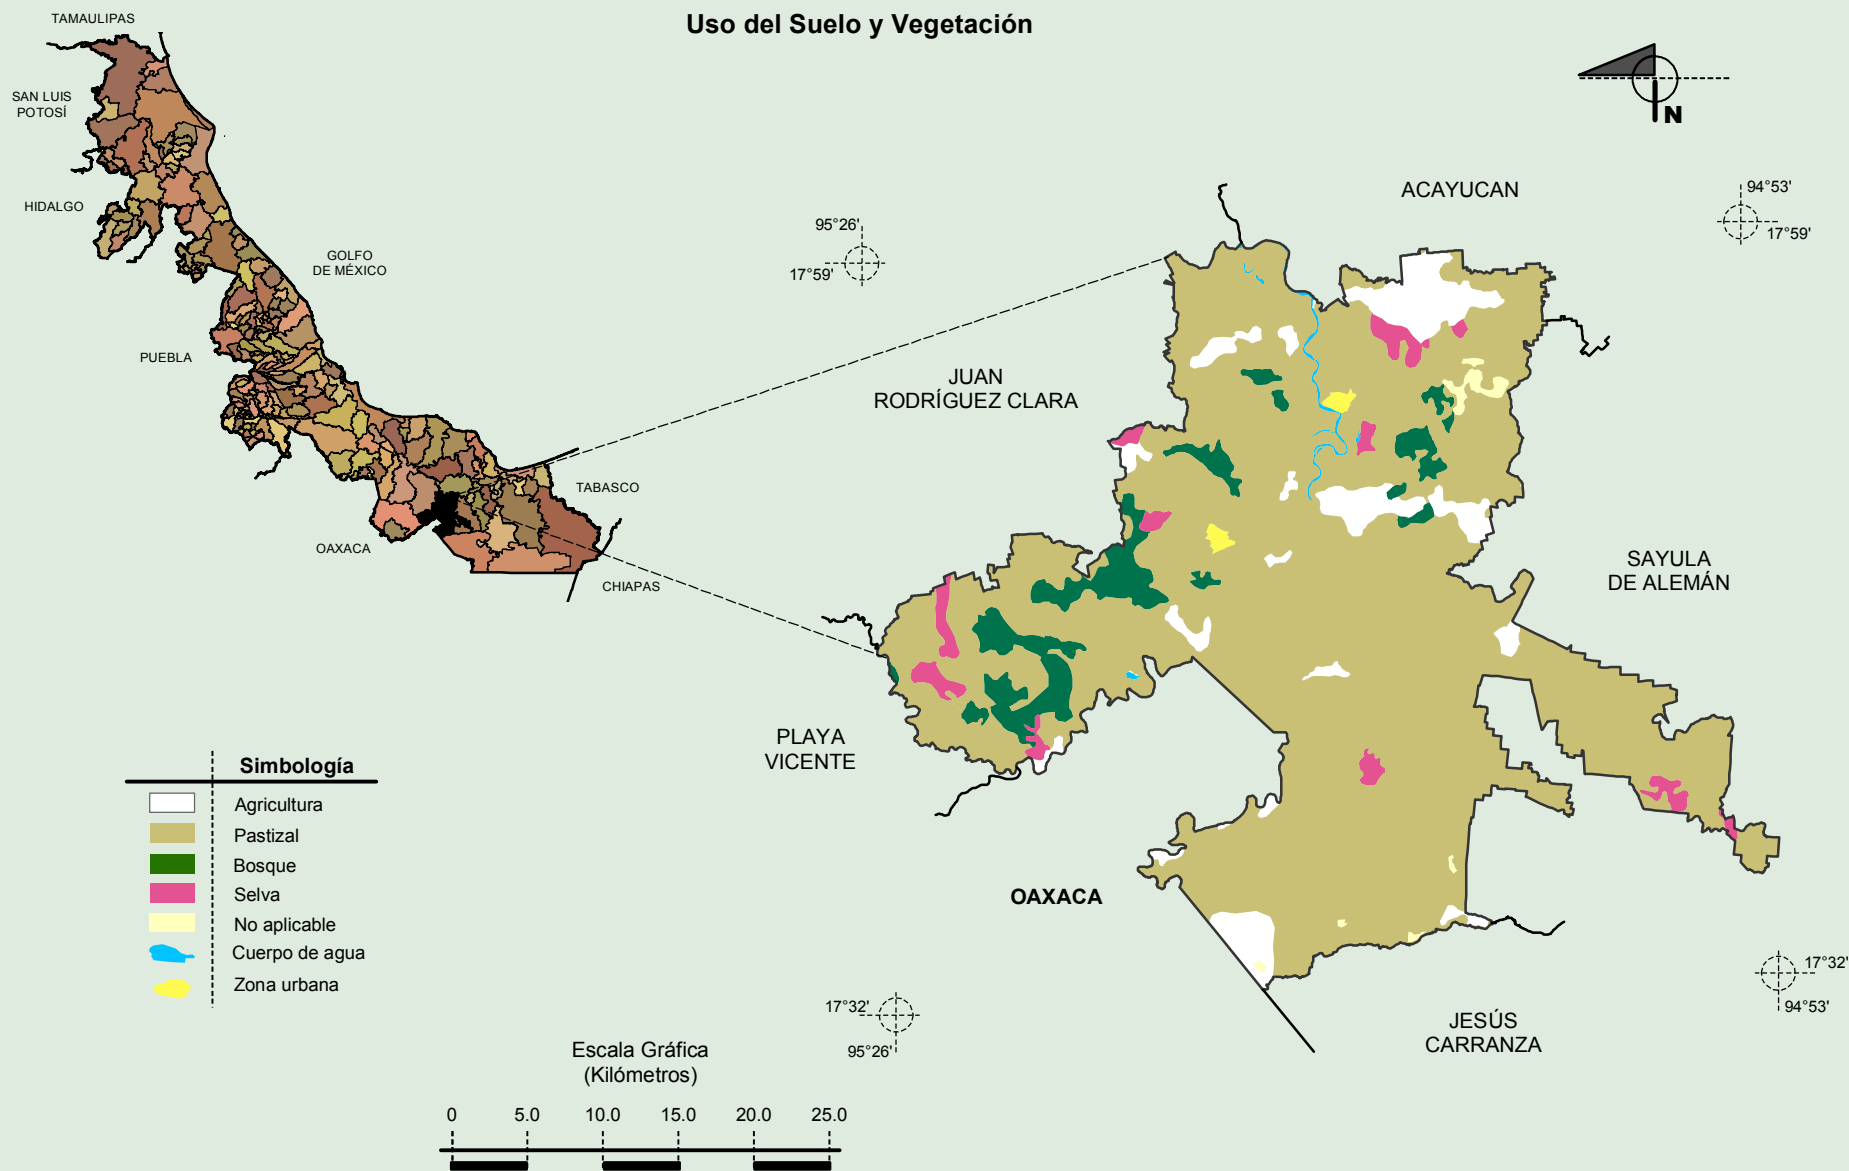 Uso del Suelo y Vegetación
TAMAULIPAS
SAN LUIS
POTOSÍ
HIDALGO
GOLFO
DE MÉXICO
PUEBLA
TABASCO
OAXACA
CHIAPAS
N
ACAYUCAN
94°53'
17°59'
95°26'
17°59'
JUAN
RODRÍGUEZ CLARA
SAYULA
DE ALEMÁN
PLAYA
VICENTE
OAXACA
JESÚS
CARRANZA
17°32'
94°53'
17°32'
95°26'
Simbología
Agricultura
Pastizal
Bosque
Selva
No aplicable
Cuerpo de agua
Zona urbana
Escala Gráfica
(Kilómetros)
0 5.0 10.0 15.0 20.0 25.0